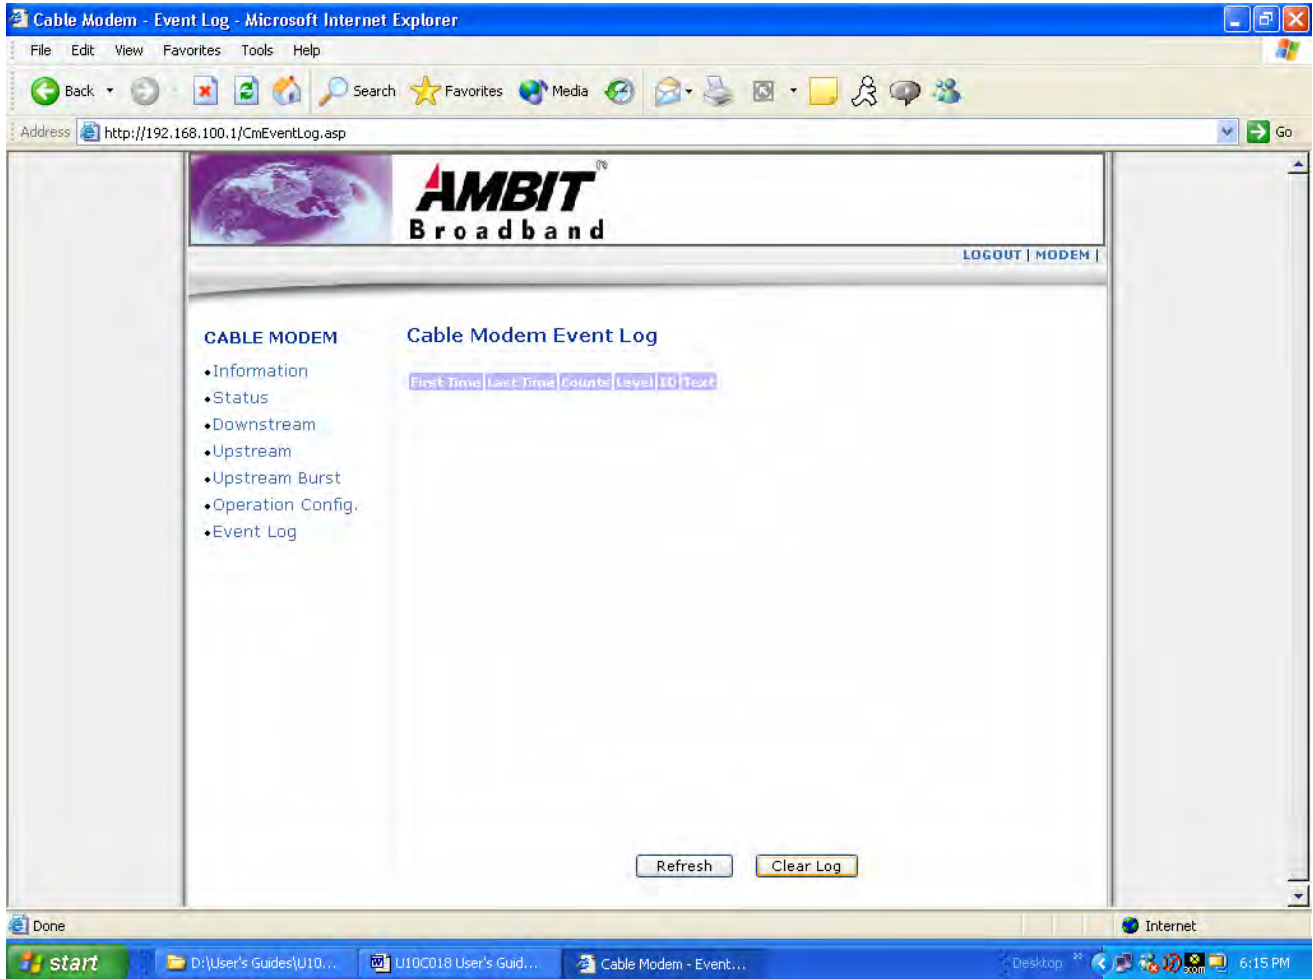 Cable Modem - Event Log - Microsoft Internet Explorer
File Edit View Favorites Tools Help
Back Search Favorites Media
Address http://192.168.100.1/CmEventLog.asp Go
AMBIT®
Broadband
LOGOUT | MODEM |
CABLE MODEM
•Information
•Status
•Downstream
•Upstream
•Upstream Burst
•Operation Config.
•Event Log
Cable Modem Event Log
First Time Last Time Counts Level ID Text
Refresh Clear Log
Done Internet
start D:\User's Guides\U10... U10C018 User's Guid... Cable Modem - Event... Desktop » 3com 6:15 PM